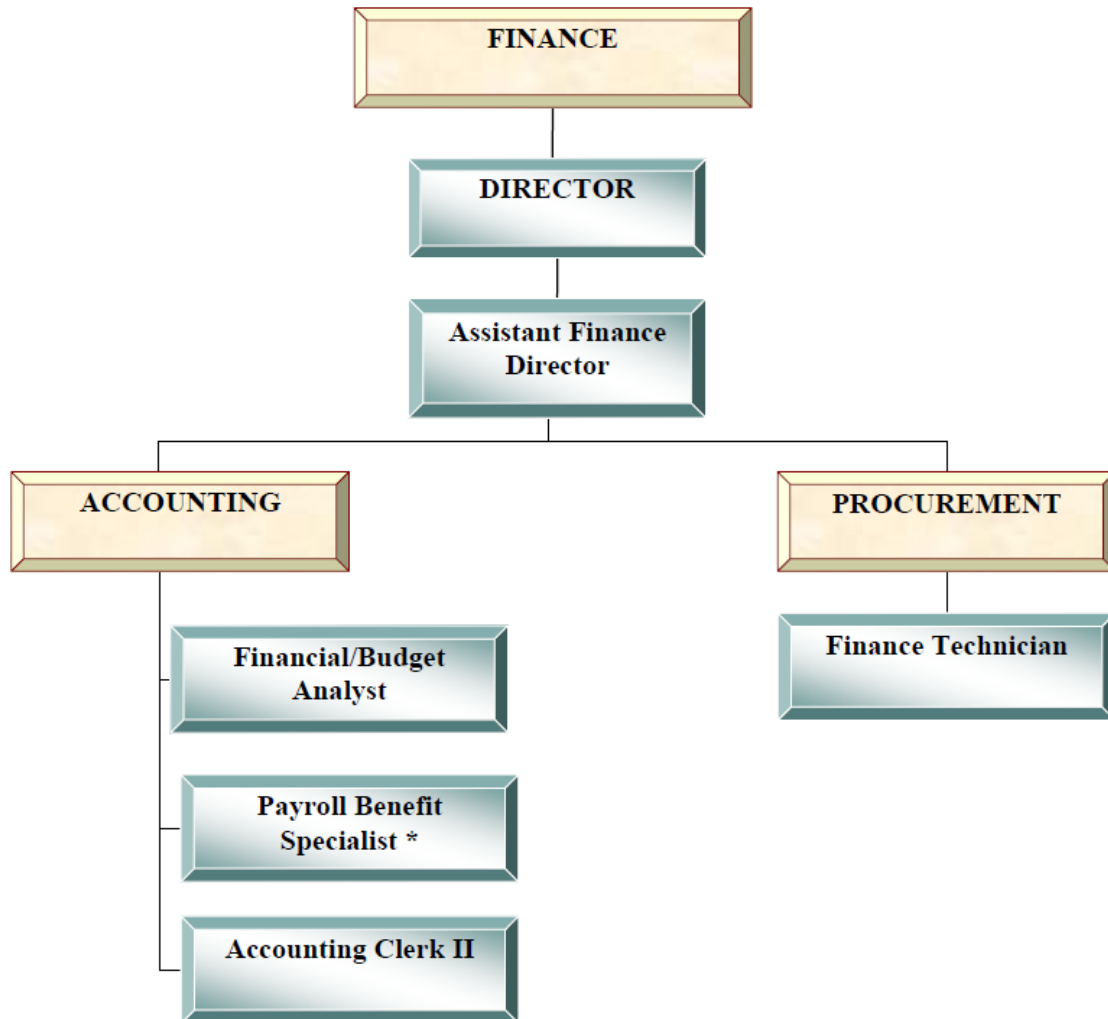 FINANCE
DIRECTOR
Assistant Finance
Director
ACCOUNTING
PROCUREMENT
Financial/Budget
Analyst
Finance Technician
Payroll Benefit
Specialist *
Accounting Clerk II